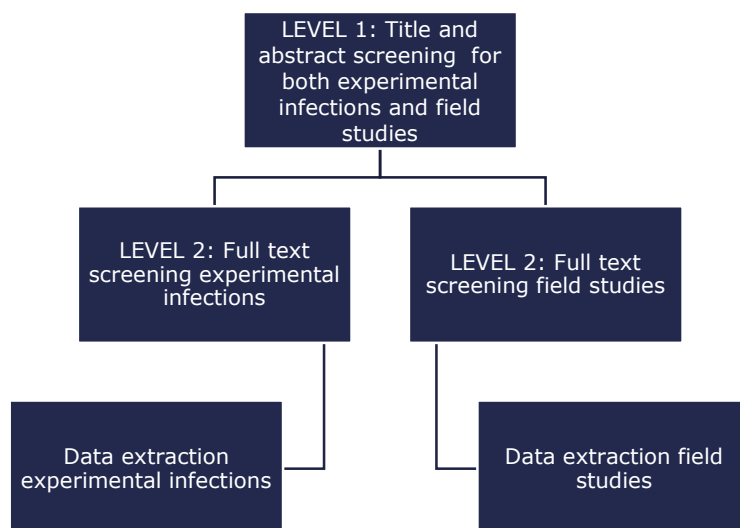 LEVEL 1: Title and
abstract screening for
both experimental
infections and field
studies
LEVEL 2: Full text
screening experimental
infections
LEVEL 2: Full text
screening field studies
Data extraction
experimental infections
Data extraction field
studies